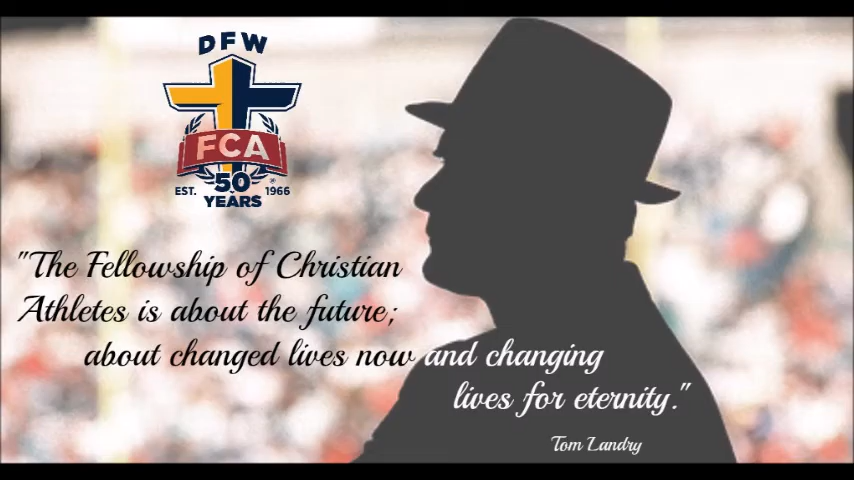 DFW
FCA
50
EST. 1966
YEARS
"The Fellowship of Christian
Athletes is about the future;
about changed lives now and changing
lives for eternity."
Tom Landry